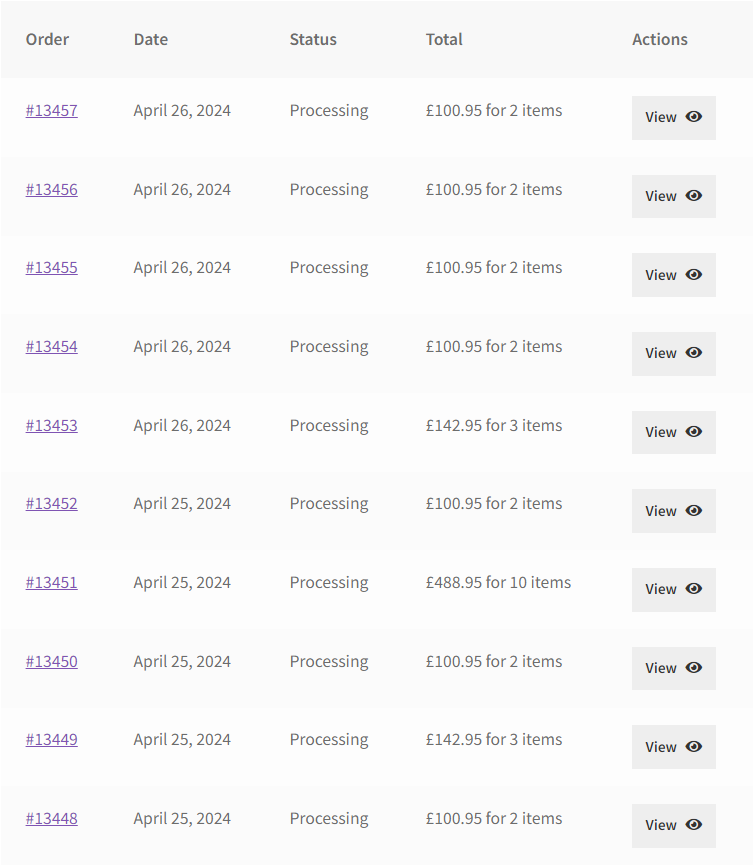 Order Date Status Total Actions
#13457 April 26, 2024 Processing £100.95 for 2 items View
#13456 April 26, 2024 Processing £100.95 for 2 items View
#13455 April 26, 2024 Processing £100.95 for 2 items View
#13454 April 26, 2024 Processing £100.95 for 2 items View
#13453 April 26, 2024 Processing £142.95 for 3 items View
#13452 April 25, 2024 Processing £100.95 for 2 items View
#13451 April 25, 2024 Processing £488.95 for 10 items View
#13450 April 25, 2024 Processing £100.95 for 2 items View
#13449 April 25, 2024 Processing £142.95 for 3 items View
#13448 April 25, 2024 Processing £100.95 for 2 items View